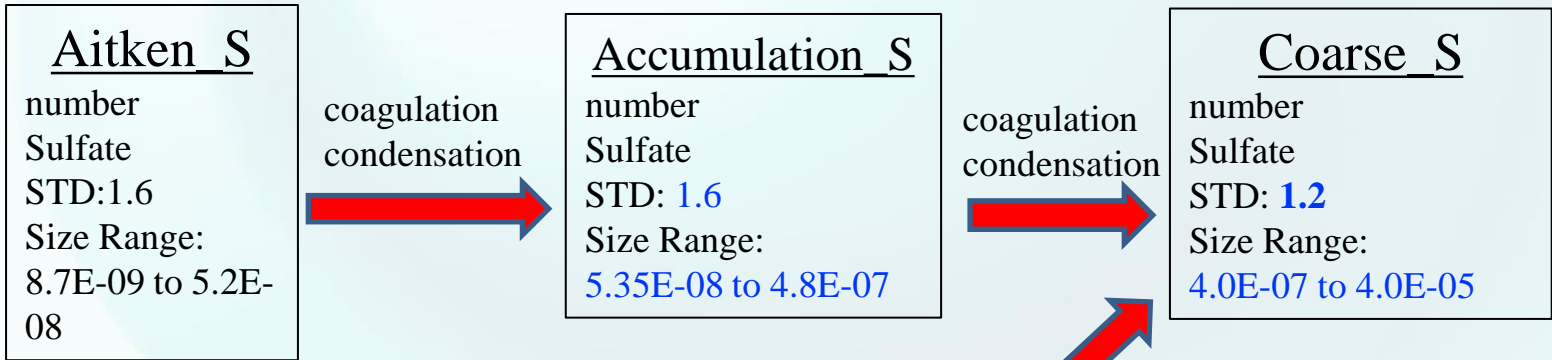 Aitken_S
number
Sulfate
STD:1.6
Size Range:
8.7E-09 to 5.2E-
08
coagulation
condensation
Accumulation_S
number
Sulfate
STD: 1.6
Size Range:
5.35E-08 to 4.8E-07
coagulation
condensation
Coarse_S
number
Sulfate
STD: 1.2
Size Range:
4.0E-07 to 4.0E-05